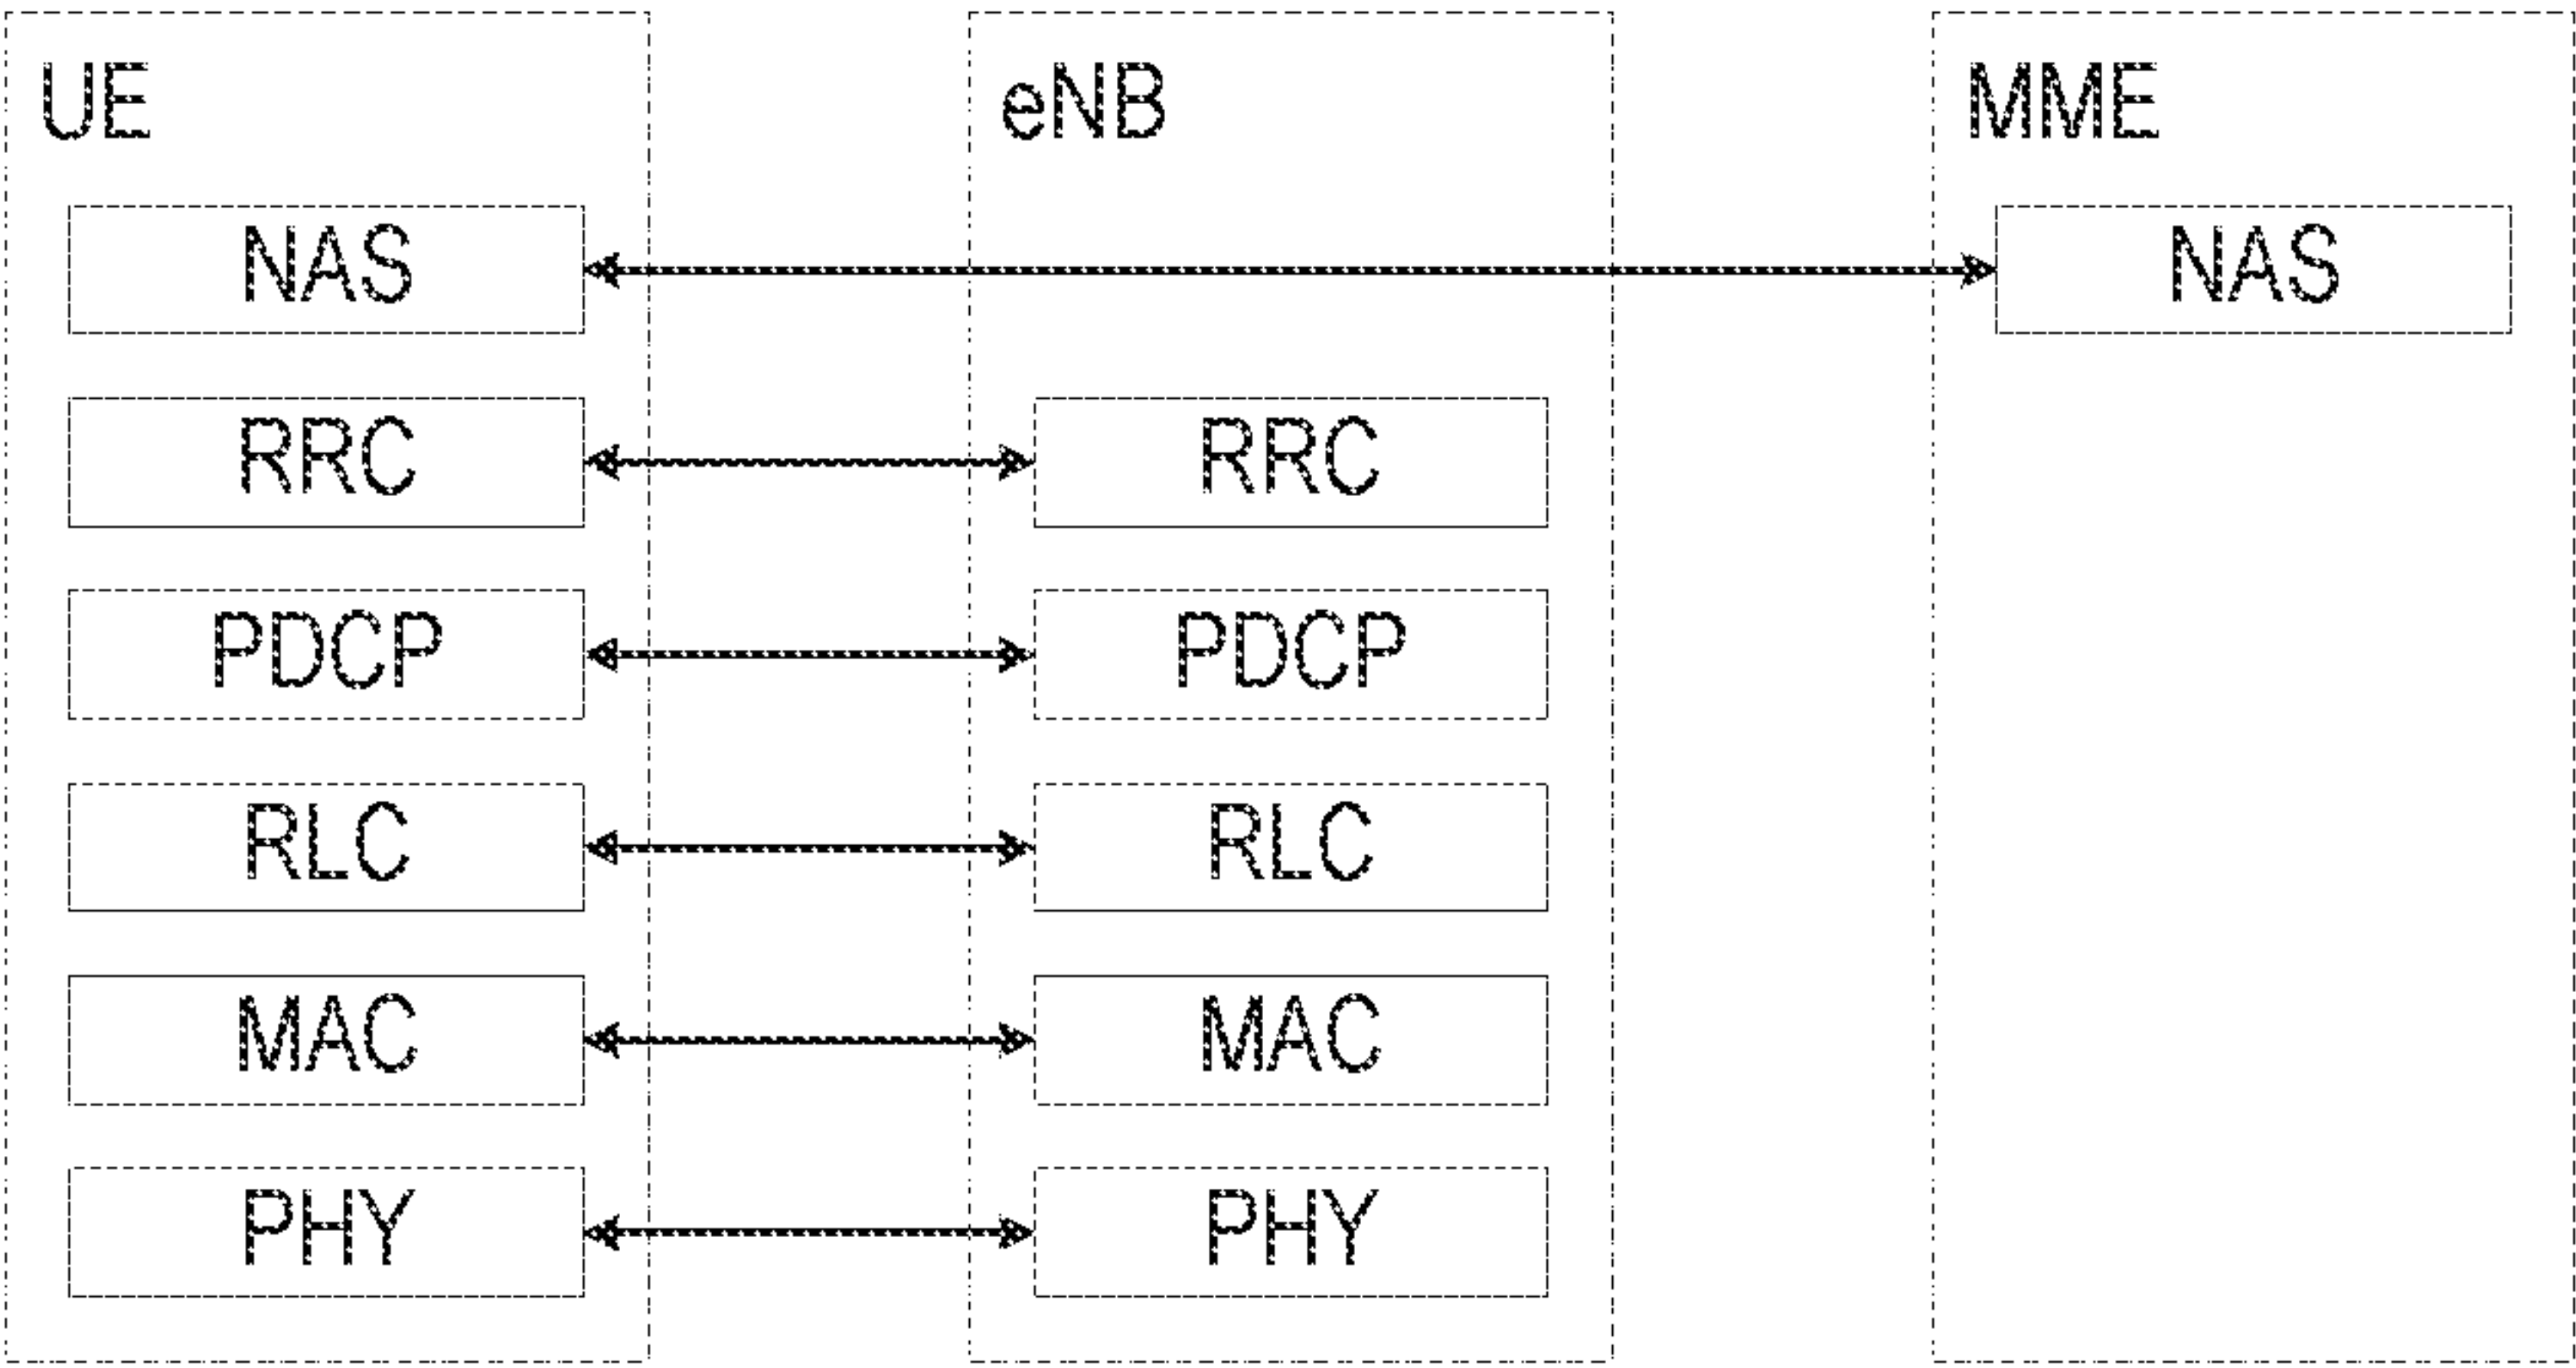 UE
eNB
MME
NAS
NAS
RRC
RRC
PDCP
PDCP
RLC
RLC
MAC
MAC
PHY
PHY